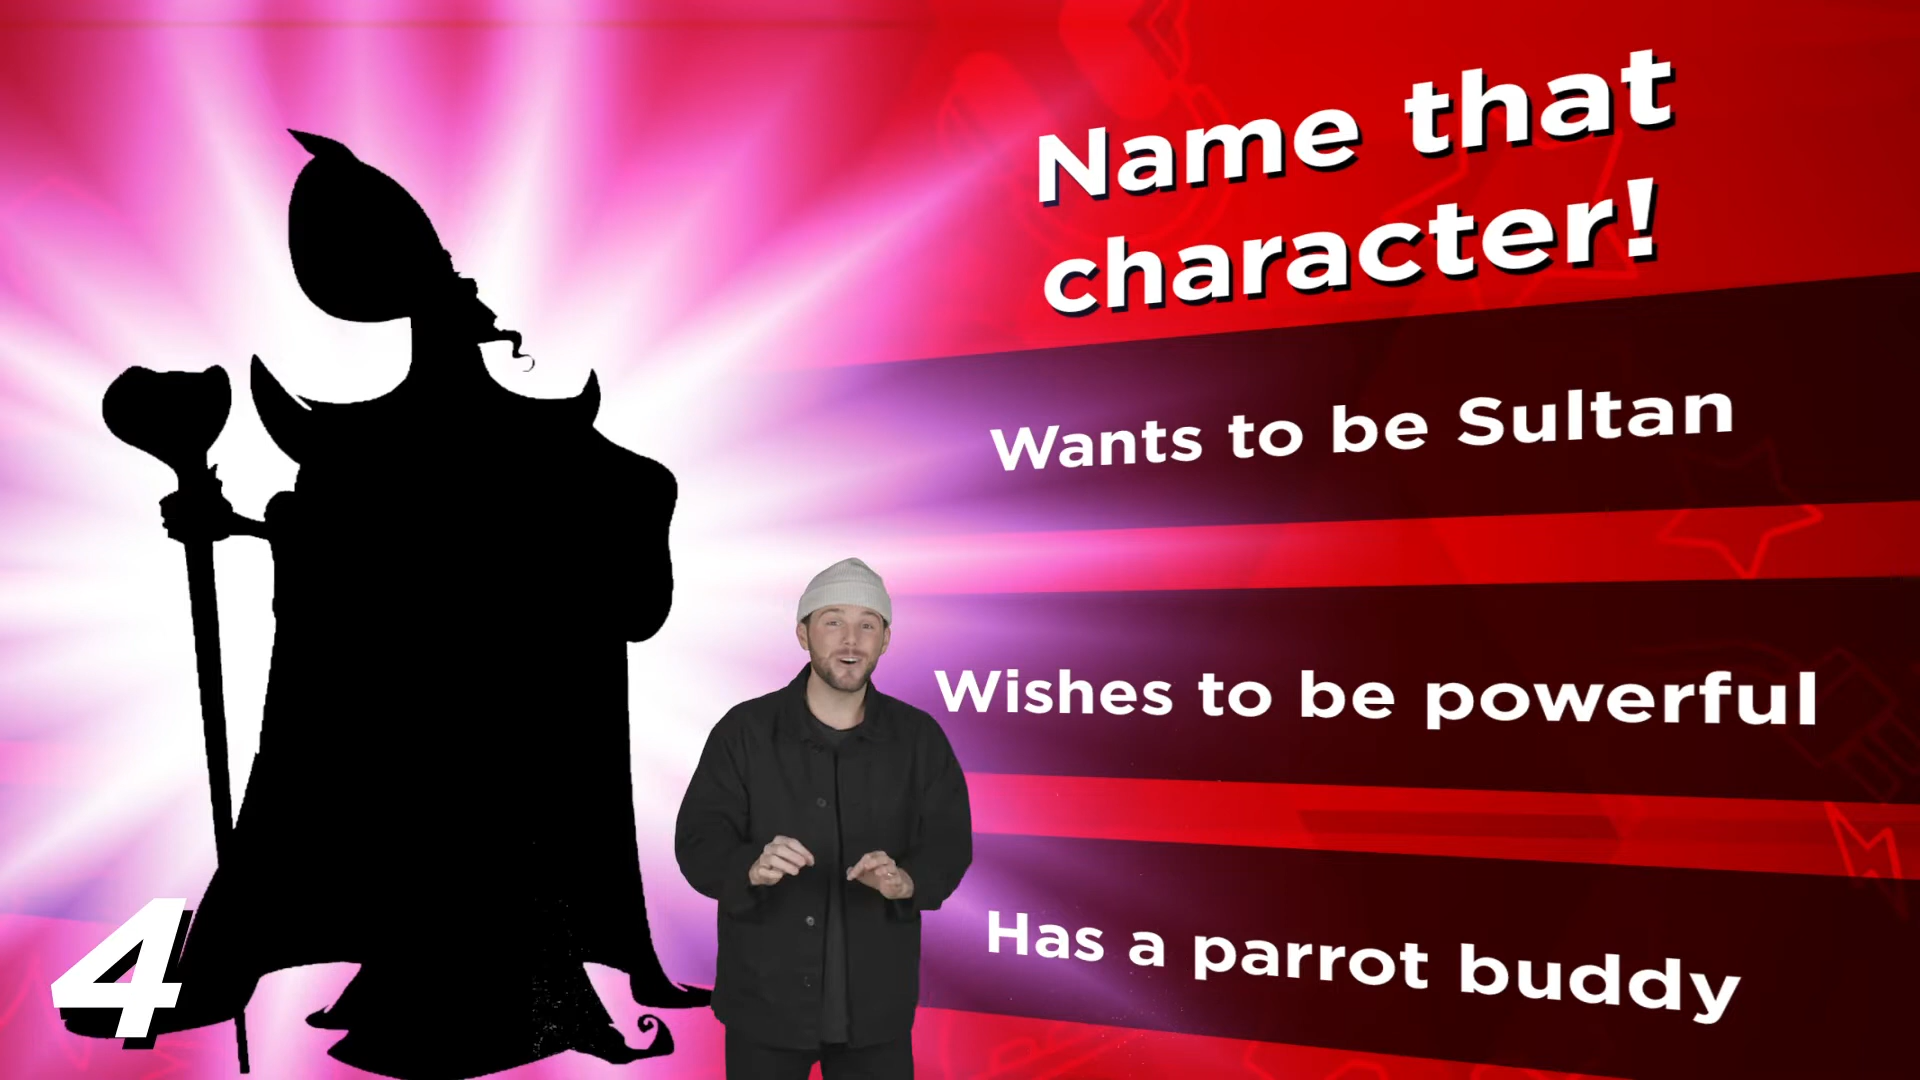 Name that
character!
Wants to be Sultan
Wishes to be powerful
Has a parrot buddy
4